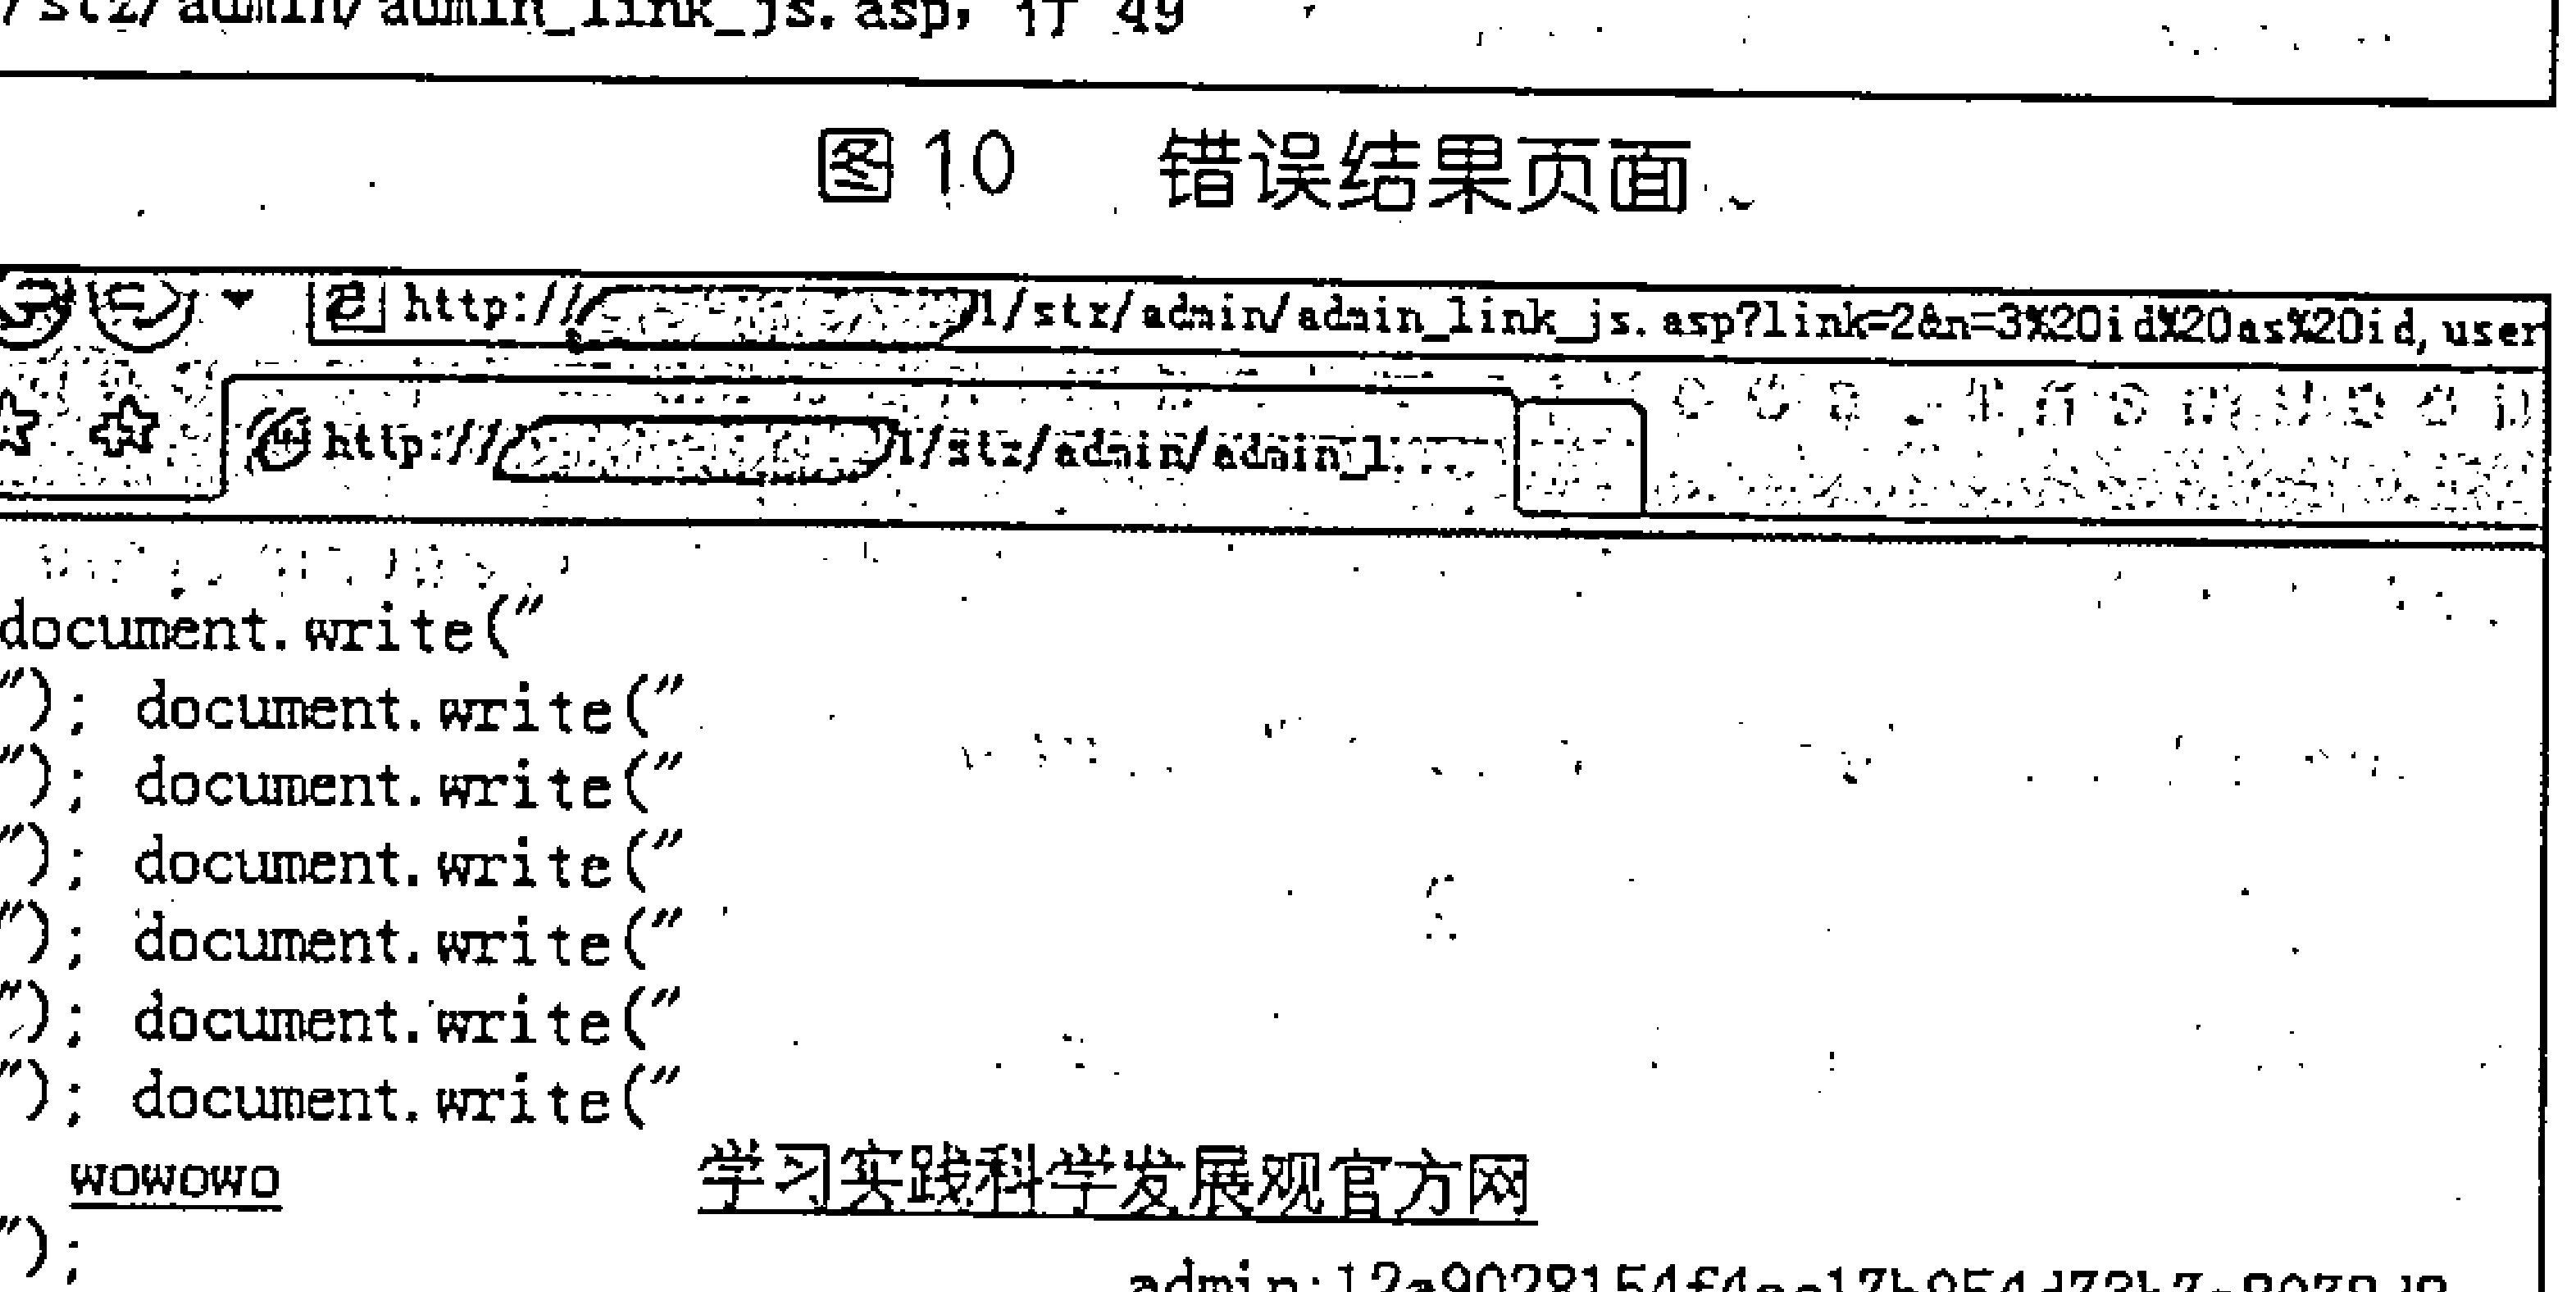 /stz/admin/admin_link_js.asp, 行 49
图 10 错误结果页面
http:// 1/stz/admin/admin_link_js.asp?link=2&n=3%20id%20as%20id,user
http:// 1/stz/admin/admin_l...
document.write("
"); document.write("
"); document.write("
"); document.write("
"); document.write("
"); document.write("
"); document.write("
wowowo 学习实践科学发展观官方网
");